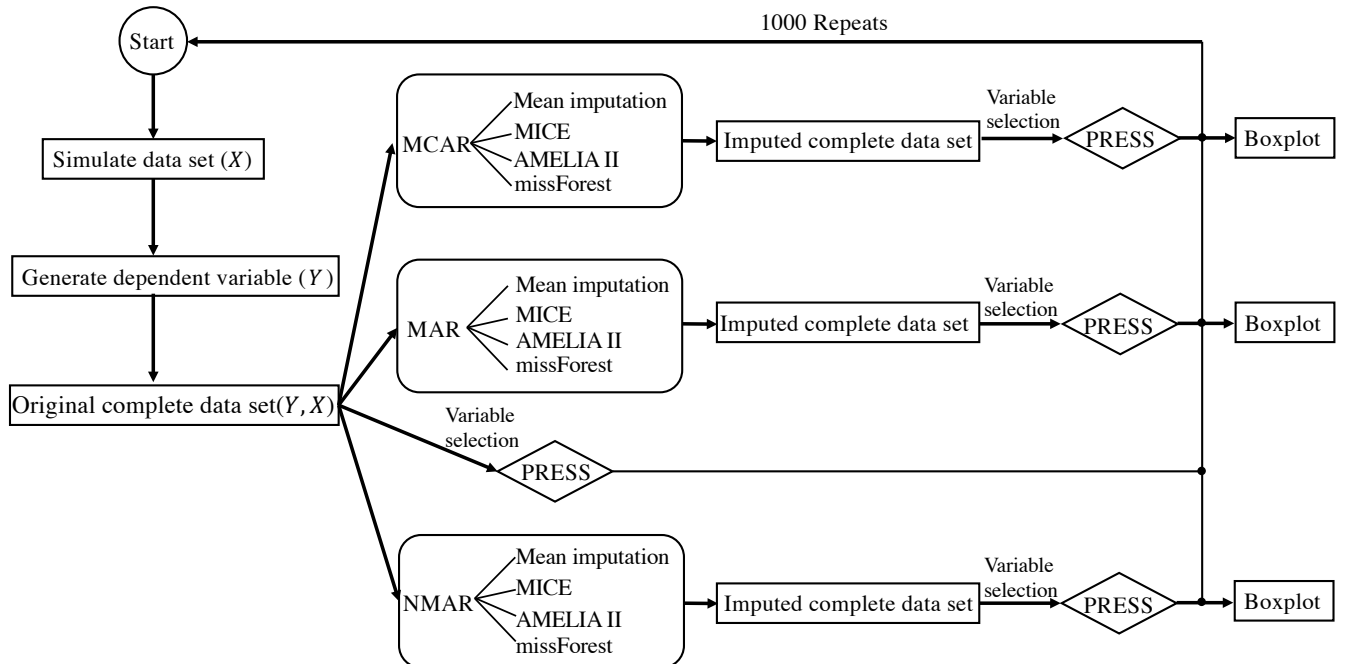 1000 Repeats
Start
Simulate data set (X)
Generate dependent variable (Y)
Original complete data set(Y, X)
MCAR
Mean imputation
MICE
AMELIA II
missForest
Imputed complete data set
Variable
selection
PRESS
Boxplot
MAR
Mean imputation
MICE
AMELIA II
missForest
Imputed complete data set
Variable
selection
PRESS
Boxplot
Variable
selection
PRESS
NMAR
Mean imputation
MICE
AMELIA II
missForest
Imputed complete data set
Variable
selection
PRESS
Boxplot